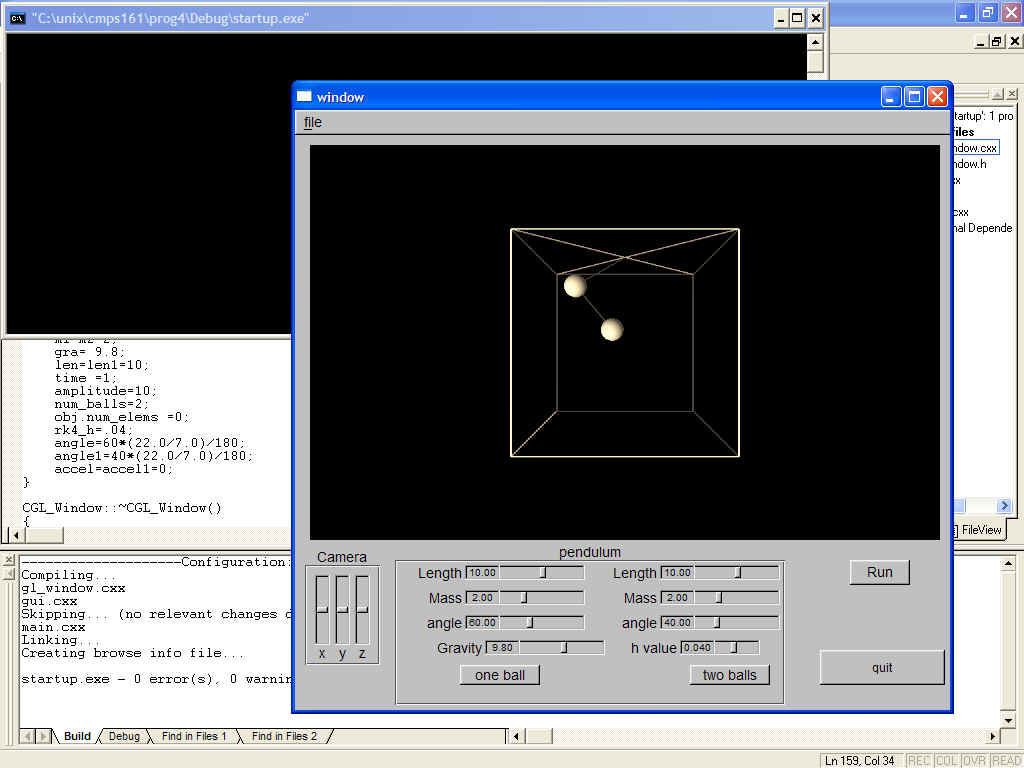 "C:\unix\cmps161\prog4\Debug\startup.exe"
window
file
tartup': 1 pro
files
ndow.cxx
ndow.h
xx
cxx
nal Depende
gra= 9.8;
len=len1=10;
time =1;
amplitude=10;
num_balls=2;
obj.num_elems =0;
rk4_h=.04;
angle=60*(22.0/7.0)/180;
angle1=40*(22.0/7.0)/180;
accel=accel1=0;
}
CGL_Window::~CGL_Window()
{
FileView
--------------------Configuration:
Compiling...
gl_window.cxx
gui.cxx
Skipping... (no relevant changes d
main.cxx
Linking...
Creating browse info file...
startup.exe - 0 error(s), 0 warnin
Camera
x y z
pendulum
Length 10.00 Length 10.00
Mass 2.00 Mass 2.00
angle 60.00 angle 40.00
Gravity 9.80 h value 0.040
one ball two balls
Run
quit
Build Debug Find in Files 1 Find in Files 2
Ln 159, Col 34 REC COL OVR READ